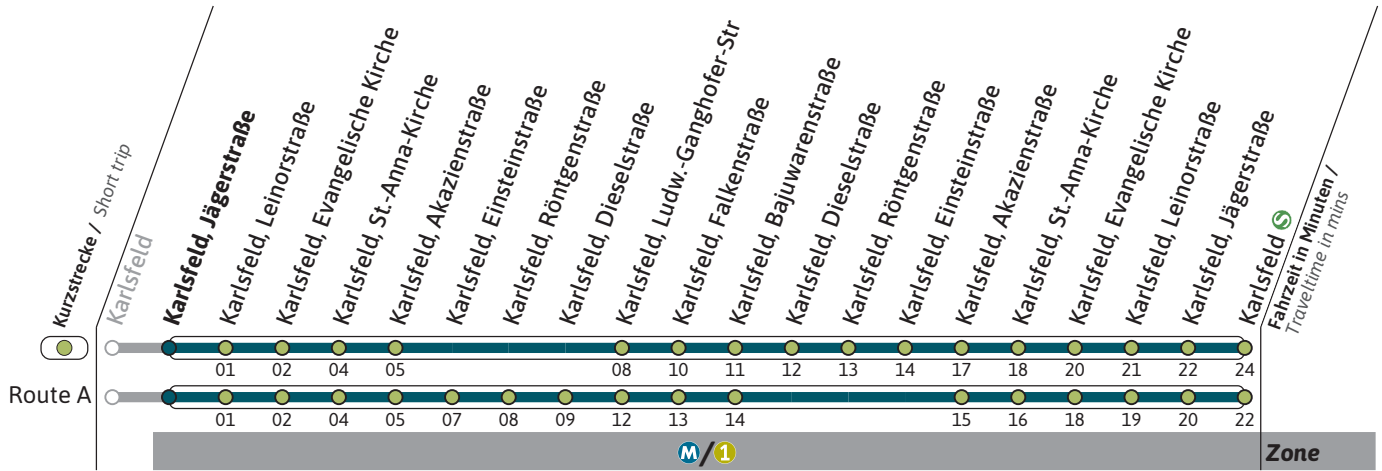 Kurzstrecke / Short trip
Karlsfeld
Karlsfeld, Jägerstraße
Karlsfeld, Leinorstraße
Karlsfeld, Evangelische Kirche
Karlsfeld, St.-Anna-Kirche
Karlsfeld, Akazienstraße
Karlsfeld, Einsteinstraße
Karlsfeld, Röntgenstraße
Karlsfeld, Dieselstraße
Karlsfeld, Ludw.-Ganghofer-Str
Karlsfeld, Falkenstraße
Karlsfeld, Bajuwarenstraße
Karlsfeld, Dieselstraße
Karlsfeld, Röntgenstraße
Karlsfeld, Einsteinstraße
Karlsfeld, Akazienstraße
Karlsfeld, St.-Anna-Kirche
Karlsfeld, Evangelische Kirche
Karlsfeld, Leinorstraße
Karlsfeld, Jägerstraße
Karlsfeld S
Fahrzeit in Minuten /
Traveltime in mins
01 02 04 05 08 10 11 12 13 14 17 18 20 21 22 24
Route A
01 02 04 05 07 08 09 12 13 14 15 16 18 19 20 22
M/1 Zone